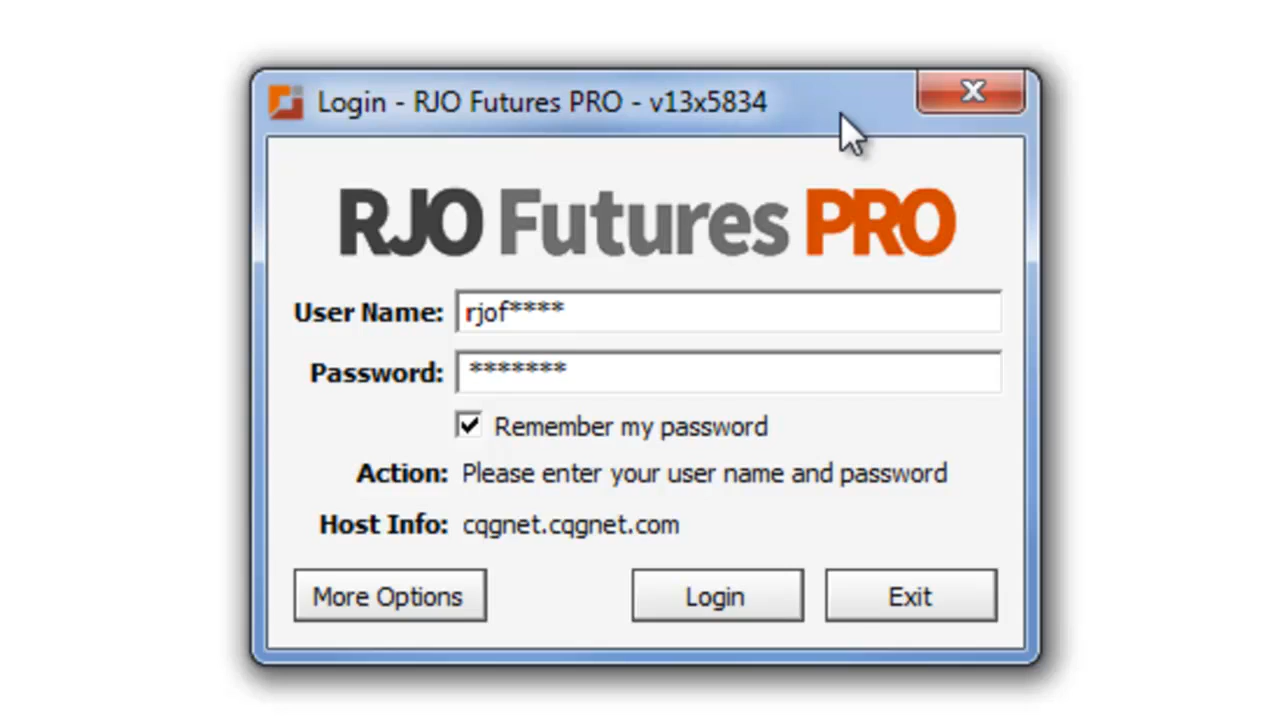 Login - RJO Futures PRO - v13x5834
RJO Futures PRO
User Name: rjof****
Password: *******
Remember my password
Action: Please enter your user name and password
Host Info: cqgnet.cqgnet.com
More Options Login Exit